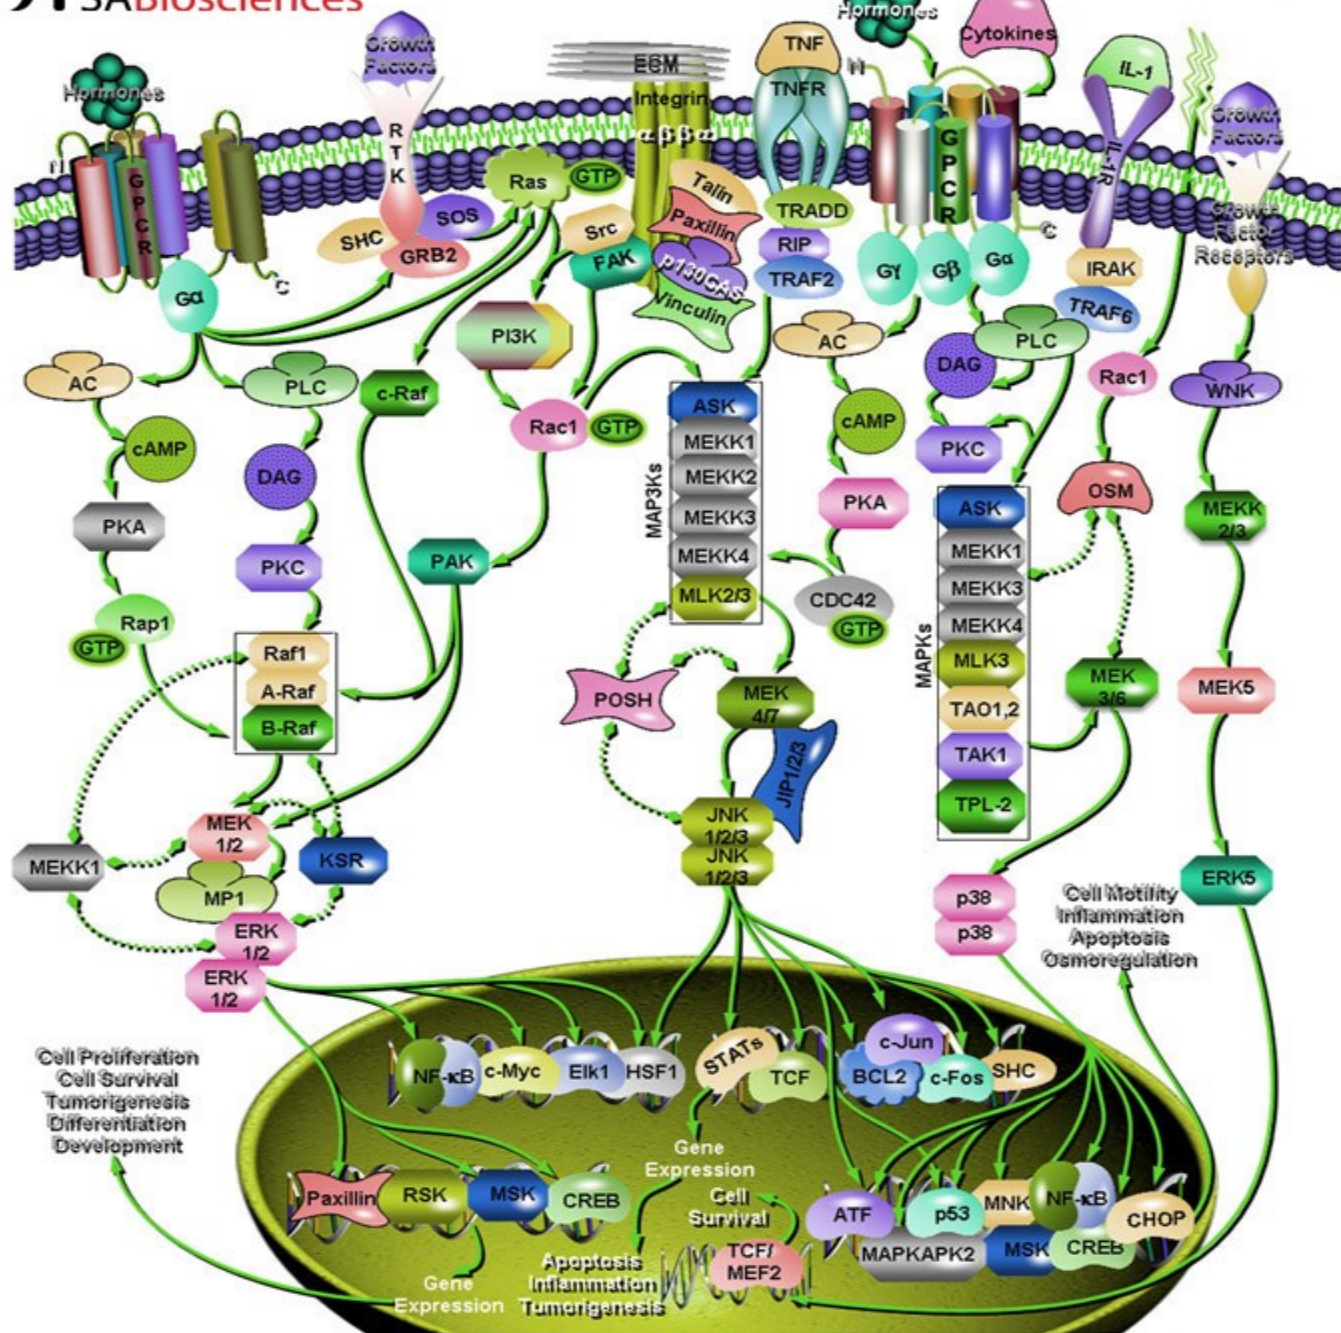 SABiosciences
Hormones
Growth
Factors
ECM
Integrin
α β β α
TNF
TNFR
Hormones
N
Cytokines
IL-1
IL-1R
Growth
Factors
Growth
Factor
Receptors
N
GPCR
C
Gα
RTK
SHC
SOS
GRB2
Ras
GTP
Src
FAK
Talin
Paxillin
p130CAS
Vinculin
TRADD
RIP
TRAF2
GPCR
C
Gγ
Gβ
Gα
IRAK
TRAF6
AC
PLC
c-Raf
PI3K
Rac1
GTP
AC
DAG
PLC
Rac1
WNK
cAMP
DAG
cAMP
PKC
PKA
PKC
PAK
PKA
OSM
MEKK
2/3
Rap1
GTP
Raf1
A-Raf
B-Raf
MAP3Ks
ASK
MEKK1
MEKK2
MEKK3
MEKK4
MLK2/3
CDC42
GTP
MAPKs
ASK
MEKK1
MEKK3
MEKK4
MLK3
TAO1,2
TAK1
TPL-2
POSH
MEK
4/7
JIP1/2/3
MEK
3/6
MEK5
MEK
1/2
MEKK1
KSR
MP1
ERK
1/2
ERK
1/2
JNK
1/2/3
JNK
1/2/3
p38
p38
ERK5
Cell Motility
Inflammation
Apoptosis
Osmoregulation
Cell Proliferation
Cell Survival
Tumorigenesis
Differentiation
Development
NF-κB
c-Myc
Elk1
HSF1
STATs
TCF
c-Jun
BCL2
c-Fos
SHC
Gene
Expression
Paxillin
RSK
MSK
CREB
Cell
Survival
ATF
p53
MNK
NF-κB
CHOP
MAPKAPK2
MSK
CREB
Gene
Expression
Apoptosis
Inflammation
Tumorigenesis
TCF/
MEF2